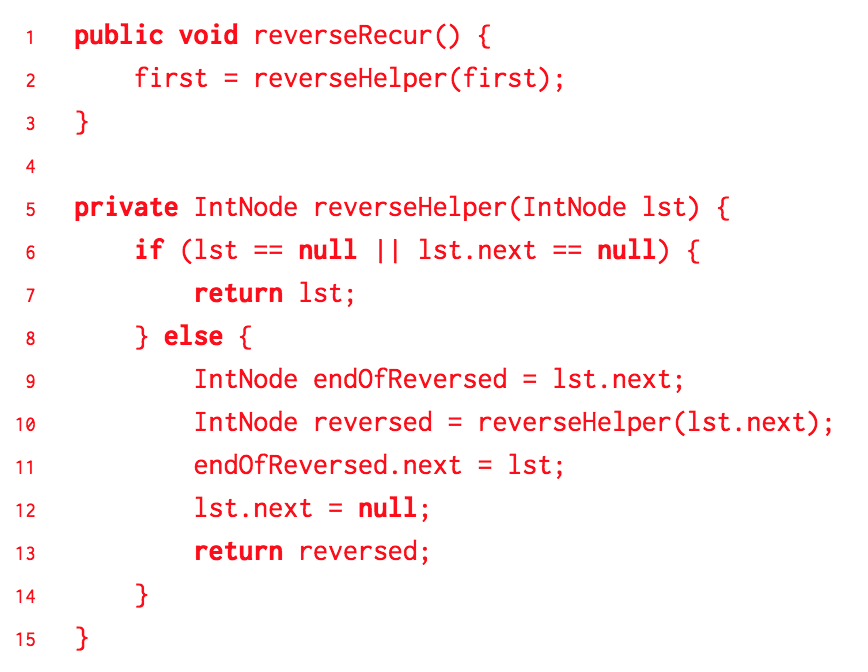 1 public void reverseRecur() {
2     first = reverseHelper(first);
3 }
4
5 private IntNode reverseHelper(IntNode lst) {
6     if (lst == null || lst.next == null) {
7         return lst;
8     } else {
9         IntNode endOfReversed = lst.next;
10         IntNode reversed = reverseHelper(lst.next);
11         endOfReversed.next = lst;
12         lst.next = null;
13         return reversed;
14     }
15 }